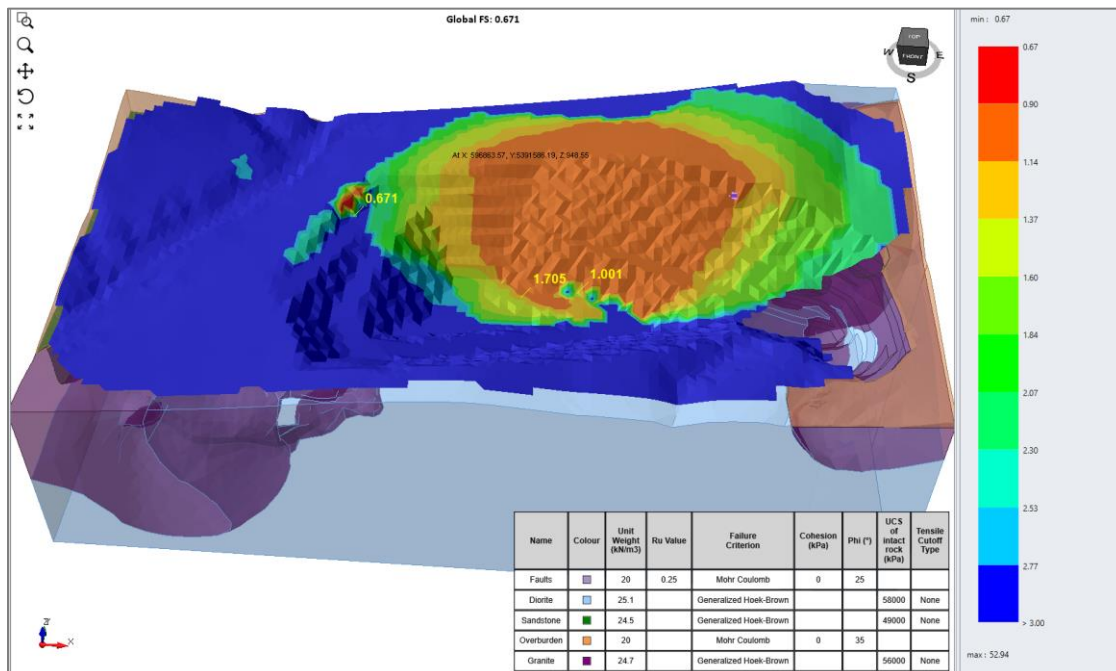 Global FS: 0.671
min : 0.67
TOP
FRONT
W
E
S
0.67
0.90
1.14
1.37
1.60
1.84
2.07
2.30
2.53
2.77
> 3.00
max : 52.94
At X: 596863.57, Y:5391586.19, Z:948.55
0.671
1.705
1.001
Name Colour Unit Weight (kN/m3) Ru Value Failure Criterion Cohesion (kPa) Phi (°) UCS of intact rock (kPa) Tensile Cutoff Type
Faults 20 0.25 Mohr Coulomb 0 25
Diorite 25.1 Generalized Hoek-Brown 58000 None
Sandstone 24.5 Generalized Hoek-Brown 49000 None
Overburden 20 Mohr Coulomb 0 35
Granite 24.7 Generalized Hoek-Brown 56000 None
X